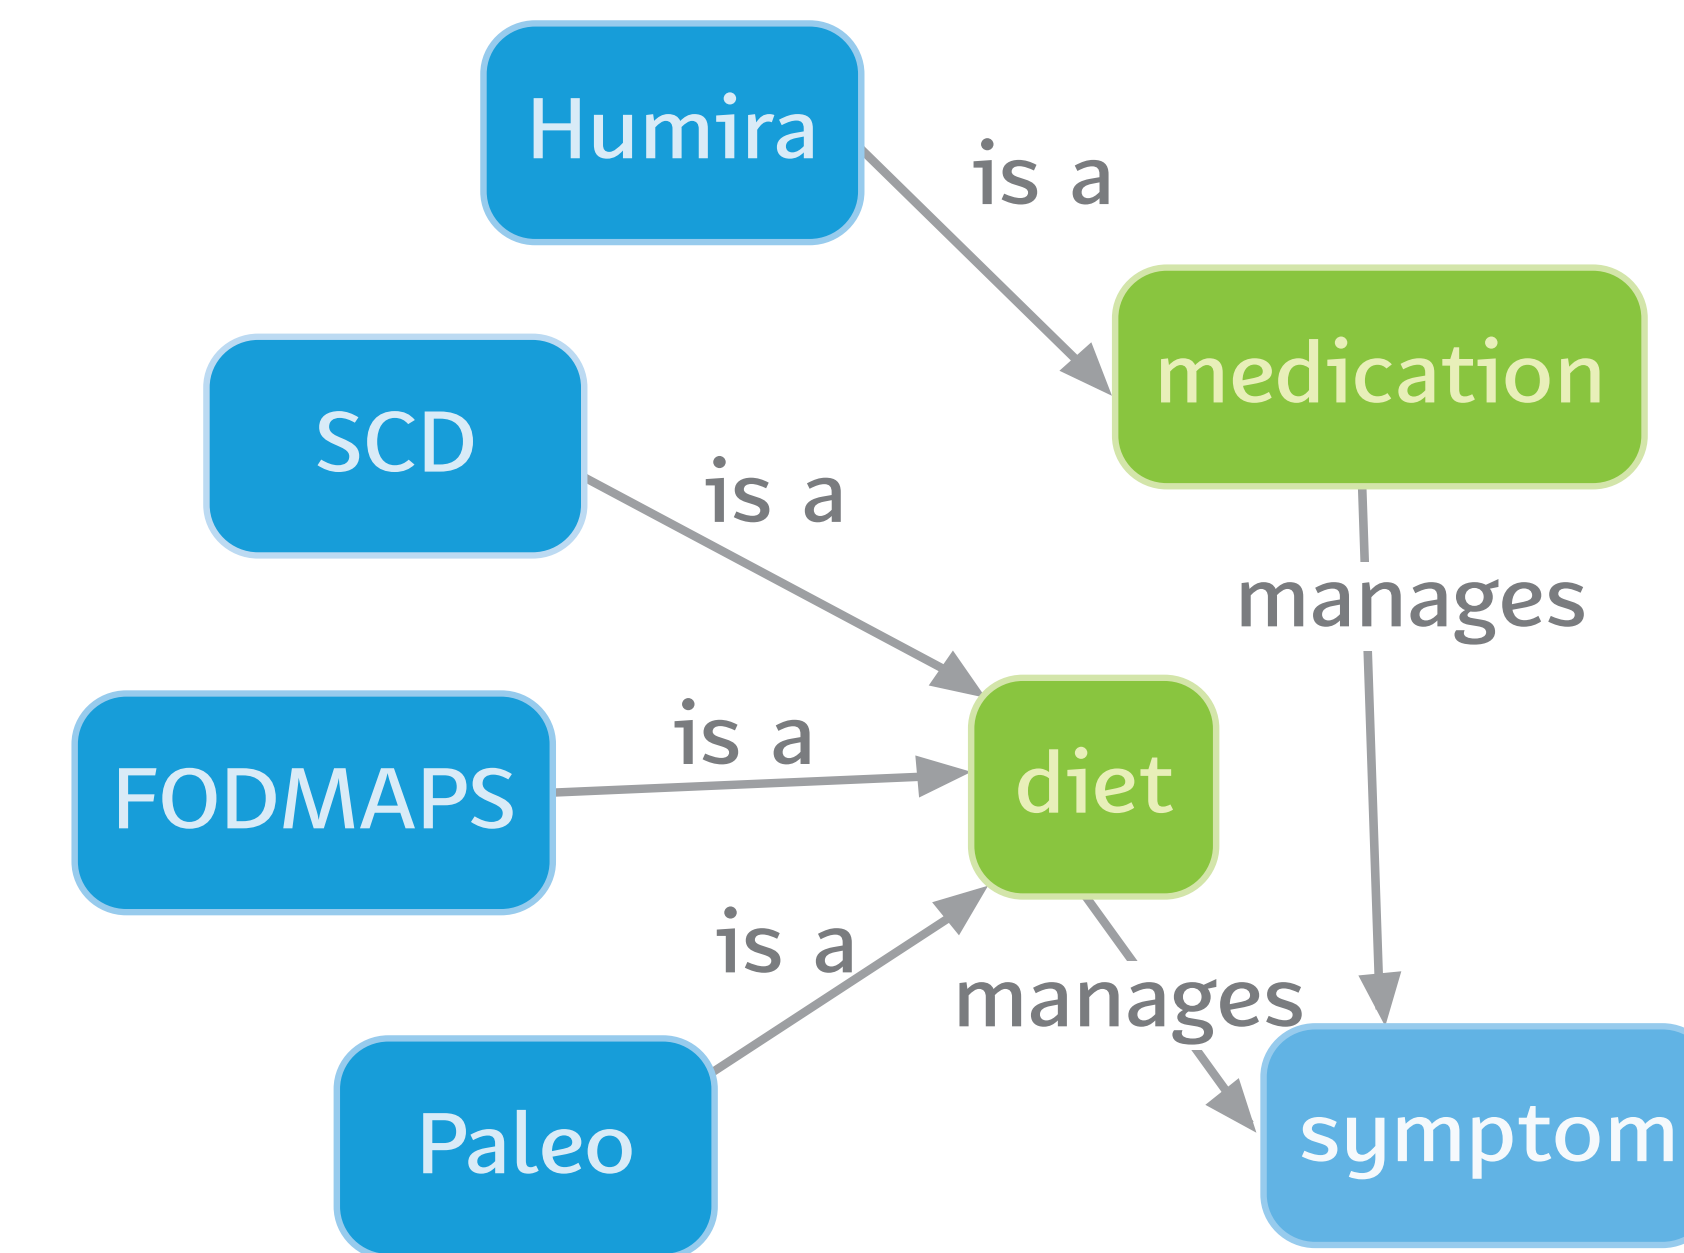 Humira
is a
medication
SCD
is a
manages
FODMAPS
is a
diet
is a
manages
Paleo
symptom